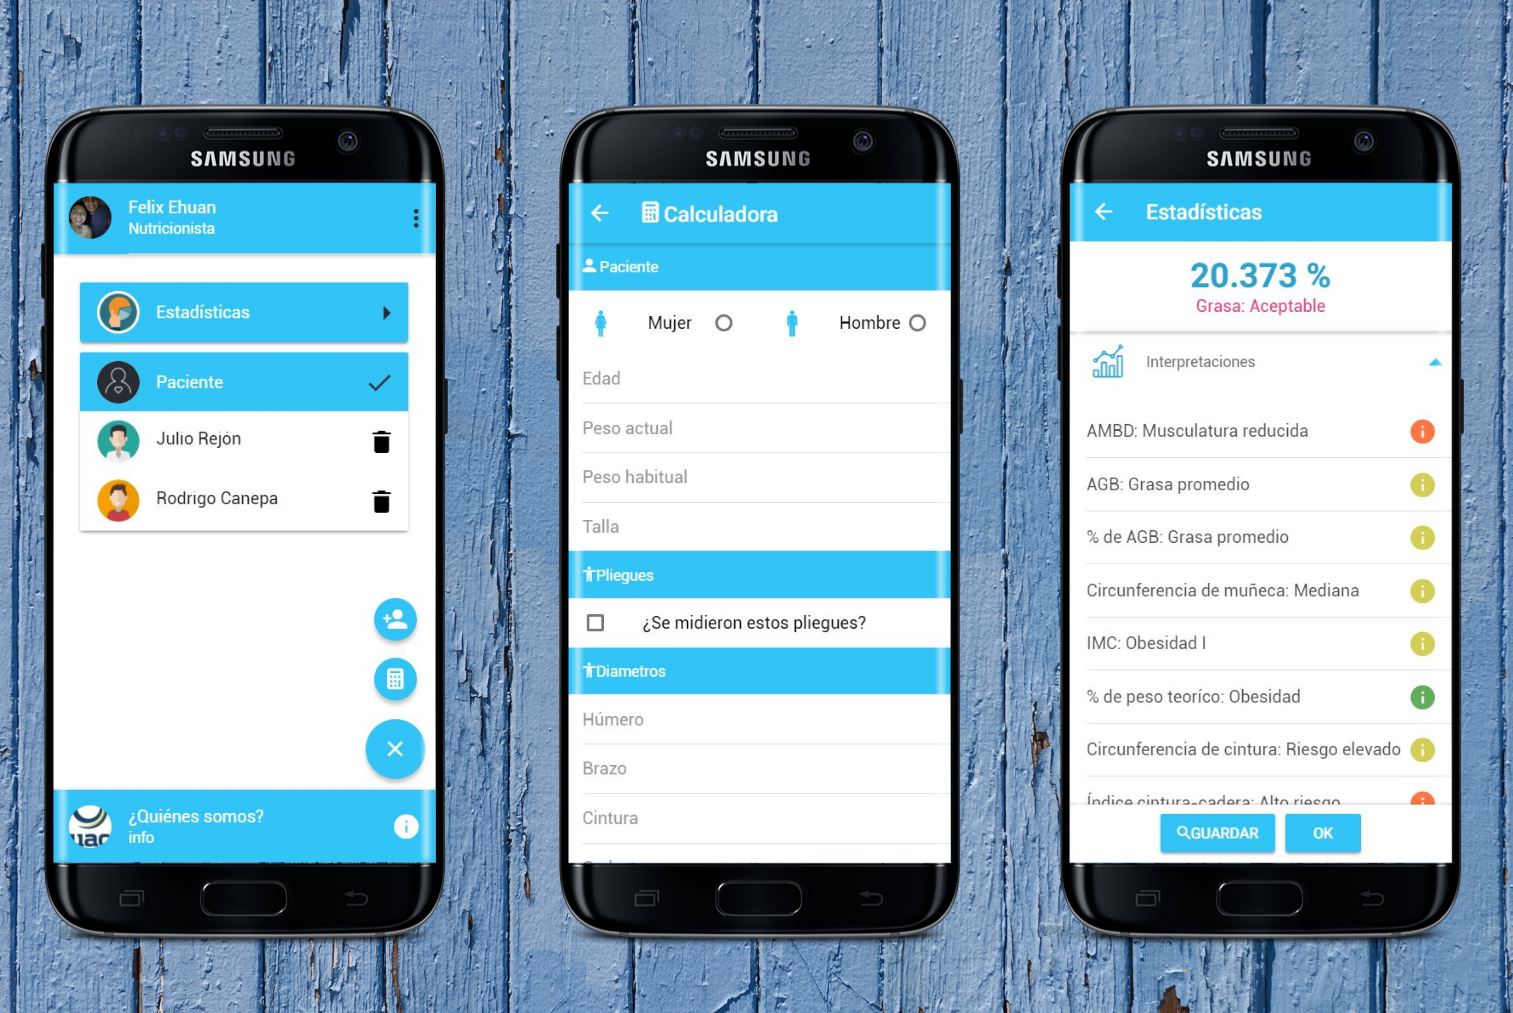 SAMSUNG
Felix Ehuan
Nutricionista
Estadísticas
Paciente
Julio Rejón
Rodrigo Canepa
¿Quiénes somos?
info
uac
SAMSUNG
Calculadora
Paciente
Mujer
Hombre
Edad
Peso actual
Peso habitual
Talla
Pliegues
¿Se midieron estos pliegues?
Diametros
Húmero
Brazo
Cintura
SAMSUNG
Estadísticas
20.373 %
Grasa: Aceptable
Interpretaciones
AMBD: Musculatura reducida
AGB: Grasa promedio
% de AGB: Grasa promedio
Circunferencia de muñeca: Mediana
IMC: Obesidad I
% de peso teoríco: Obesidad
Circunferencia de cintura: Riesgo elevado
Índice cintura-cadera: Alto riesgo
GUARDAR
OK